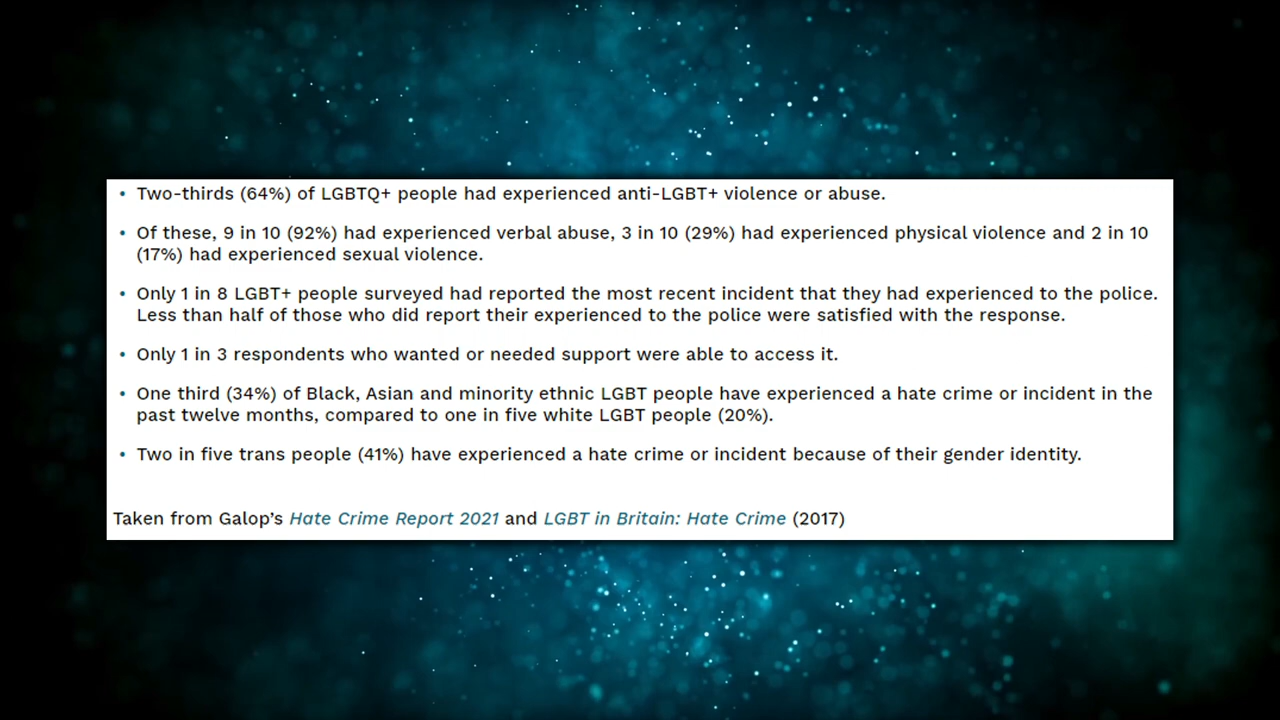 • Two-thirds (64%) of LGBTQ+ people had experienced anti-LGBT+ violence or abuse.
• Of these, 9 in 10 (92%) had experienced verbal abuse, 3 in 10 (29%) had experienced physical violence and 2 in 10
(17%) had experienced sexual violence.
• Only 1 in 8 LGBT+ people surveyed had reported the most recent incident that they had experienced to the police.
Less than half of those who did report their experienced to the police were satisfied with the response.
• Only 1 in 3 respondents who wanted or needed support were able to access it.
• One third (34%) of Black, Asian and minority ethnic LGBT people have experienced a hate crime or incident in the
past twelve months, compared to one in five white LGBT people (20%).
• Two in five trans people (41%) have experienced a hate crime or incident because of their gender identity.
Taken from Galop’s Hate Crime Report 2021 and LGBT in Britain: Hate Crime (2017)